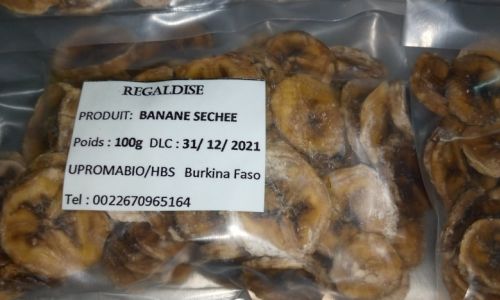 REGALDISE
PRODUIT: BANANE SECHEE
Poids : 100g DLC : 31/ 12/ 2021
UPROMABIO/HBS Burkina Faso
Tel : 0022670965164